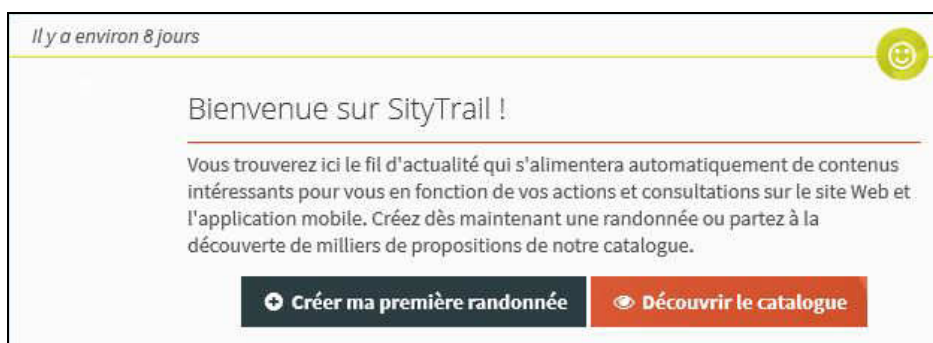 Il y a environ 8 jours
Bienvenue sur SityTrail !
Vous trouverez ici le fil d'actualité qui s'alimentera automatiquement de contenus
intéressants pour vous en fonction de vos actions et consultations sur le site Web et
l'application mobile. Créez dès maintenant une randonnée ou partez à la
découverte de milliers de propositions de notre catalogue.
Créer ma première randonnée
Découvrir le catalogue